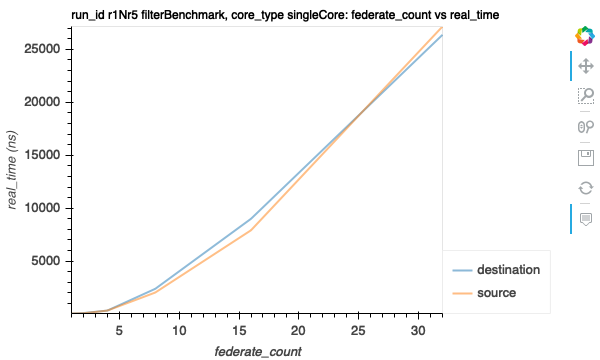 run_id r1Nr5 filterBenchmark, core_type singleCore: federate_count vs real_time
25000
20000
15000
10000
5000
real_time (ns)
5 10 15 20 25 30
federate_count
destination
source